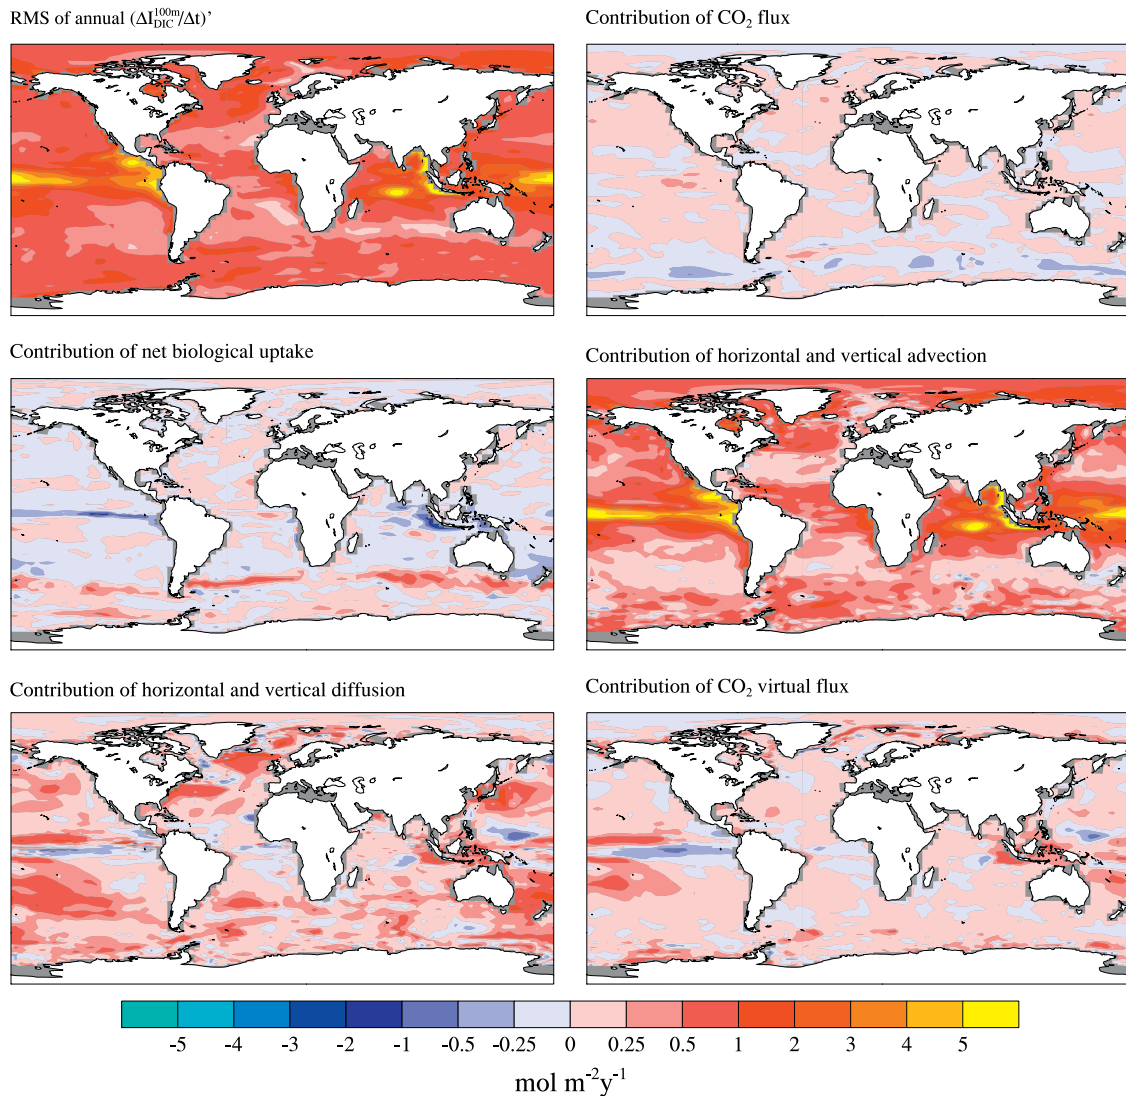 RMS of annual (ΔI_DIC^100m/Δt)’
Contribution of CO₂ flux
Contribution of net biological uptake
Contribution of horizontal and vertical advection
Contribution of horizontal and vertical diffusion
Contribution of CO₂ virtual flux
-5 -4 -3 -2 -1 -0.5 -0.25 0 0.25 0.5 1 2 3 4 5
mol m⁻²y⁻¹